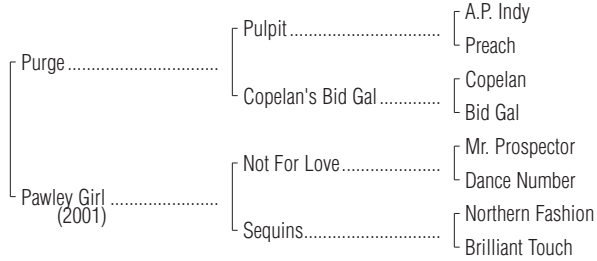 A.P. Indy
Pulpit
Preach
Purge
Copelan
Copelan's Bid Gal
Bid Gal
Mr. Prospector
Not For Love
Dance Number
Pawley Girl
(2001)
Northern Fashion
Sequins
Brilliant Touch